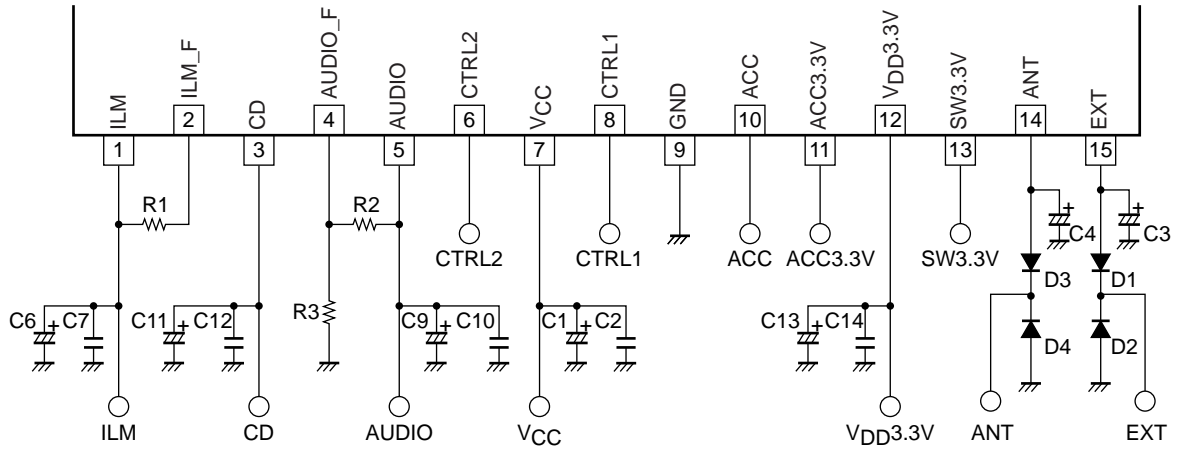 ILM
ILM_F
CD
AUDIO_F
AUDIO
CTRL2
VCC
CTRL1
GND
ACC
ACC3.3V
VDD3.3V
SW3.3V
ANT
EXT
1
2
3
4
5
6
7
8
9
10
11
12
13
14
15
R1
R2
+
C4
+
C3
CTRL2
CTRL1
ACC
ACC3.3V
SW3.3V
D3
D1
R3
C6
+
C7
C11
+
C12
C9
+
C10
C1
+
C2
C13
+
C14
D4
D2
ILM
CD
AUDIO
VCC
VDD3.3V
ANT
EXT